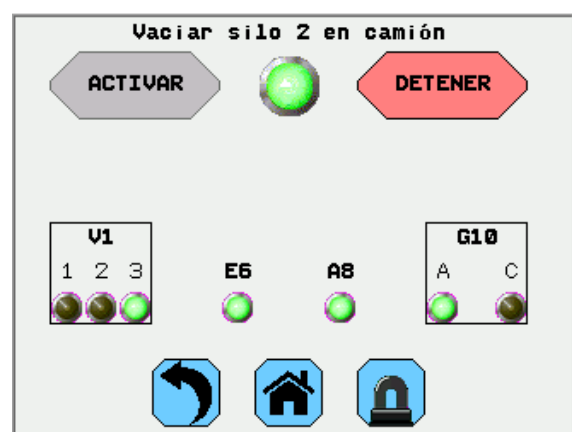 Vaciar silo 2 en camión
ACTIVAR
DETENER
V1
1 2 3
E6
A8
G10
A C